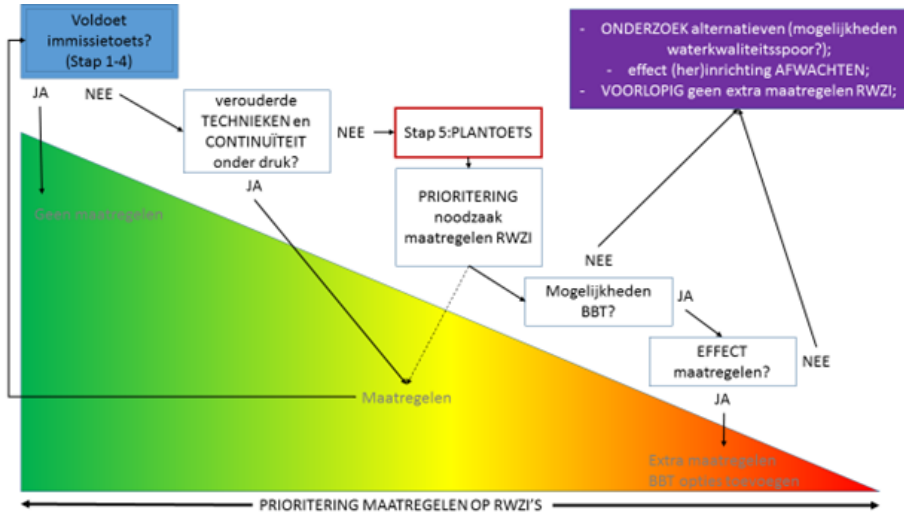 Voldoet
immissietoets?
(Stap 1-4)
JA
NEE
verouderde
TECHNIEKEN en
CONTINUÏTEIT
onder druk?
NEE
JA
Stap 5:PLANTOETS
PRIORITERING
noodzaak
maatregelen RWZI
- ONDERZOEK alternatieven (mogelijkheden
waterkwaliteitsspoor?);
- effect (her)inrichting AFWACHTEN;
- VOORLOPIG geen extra maatregelen RWZI;
Geen maatregelen
NEE
Mogelijkheden
BBT?
JA
EFFECT
maatregelen?
NEE
JA
Maatregelen
Extra maatregelen
BBT opties toevoegen
PRIORITERING MAATREGELEN OP RWZI'S